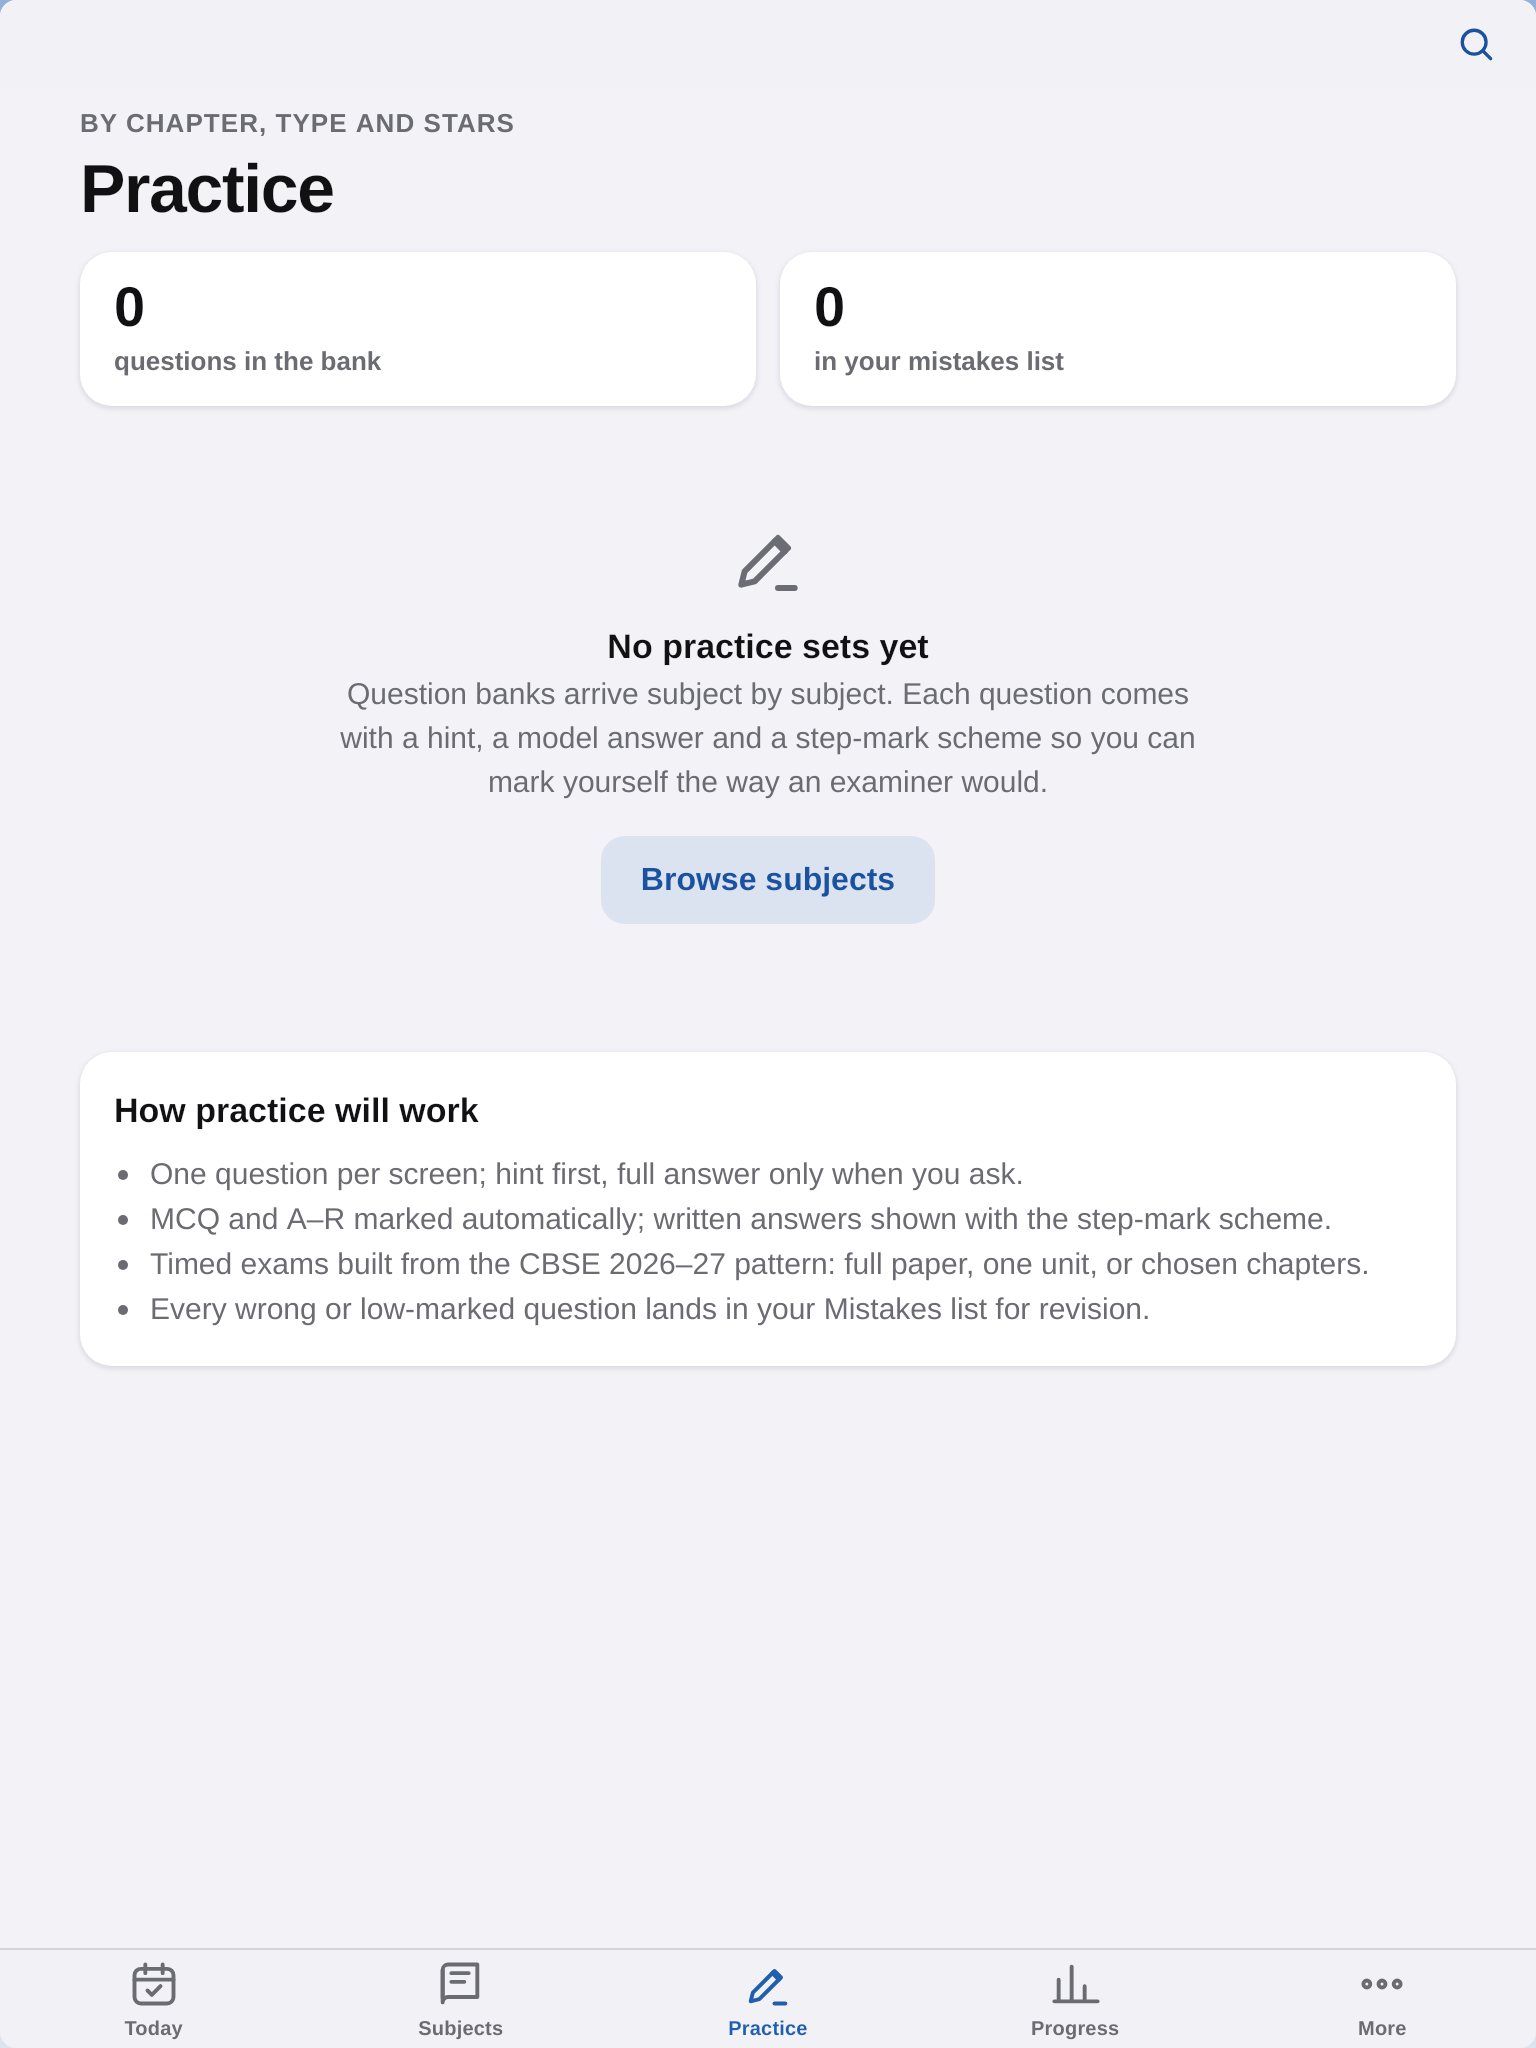 BY CHAPTER, TYPE AND STARS
Practice
0
questions in the bank
0
in your mistakes list
No practice sets yet
Question banks arrive subject by subject. Each question comes
with a hint, a model answer and a step-mark scheme so you can
mark yourself the way an examiner would.
Browse subjects
How practice will work
• One question per screen; hint first, full answer only when you ask.
• MCQ and A–R marked automatically; written answers shown with the step-mark scheme.
• Timed exams built from the CBSE 2026–27 pattern: full paper, one unit, or chosen chapters.
• Every wrong or low-marked question lands in your Mistakes list for revision.
Today
Subjects
Practice
Progress
More